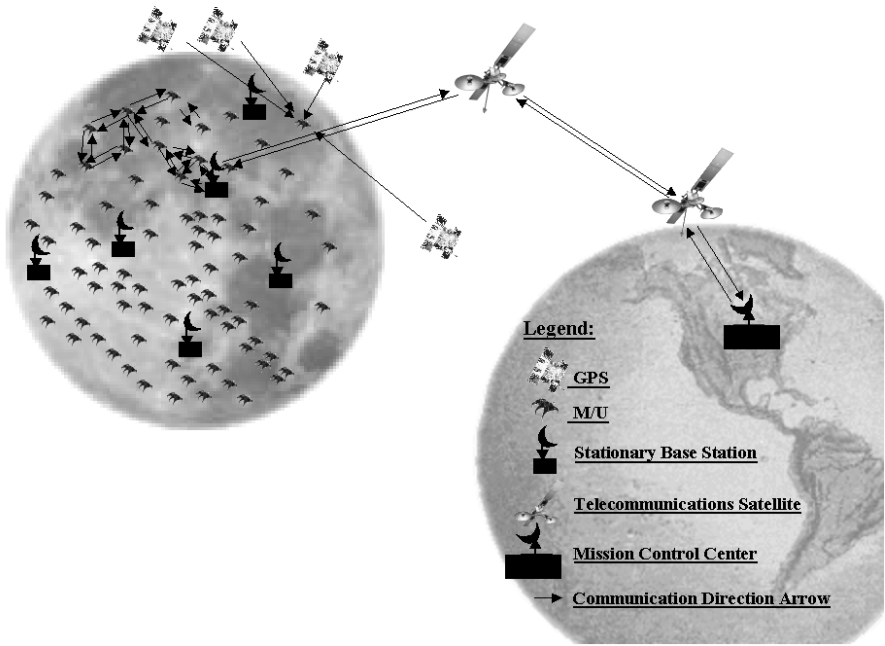 Legend:
GPS
M/U
Stationary Base Station
Telecommunications Satellite
Mission Control Center
Communication Direction Arrow